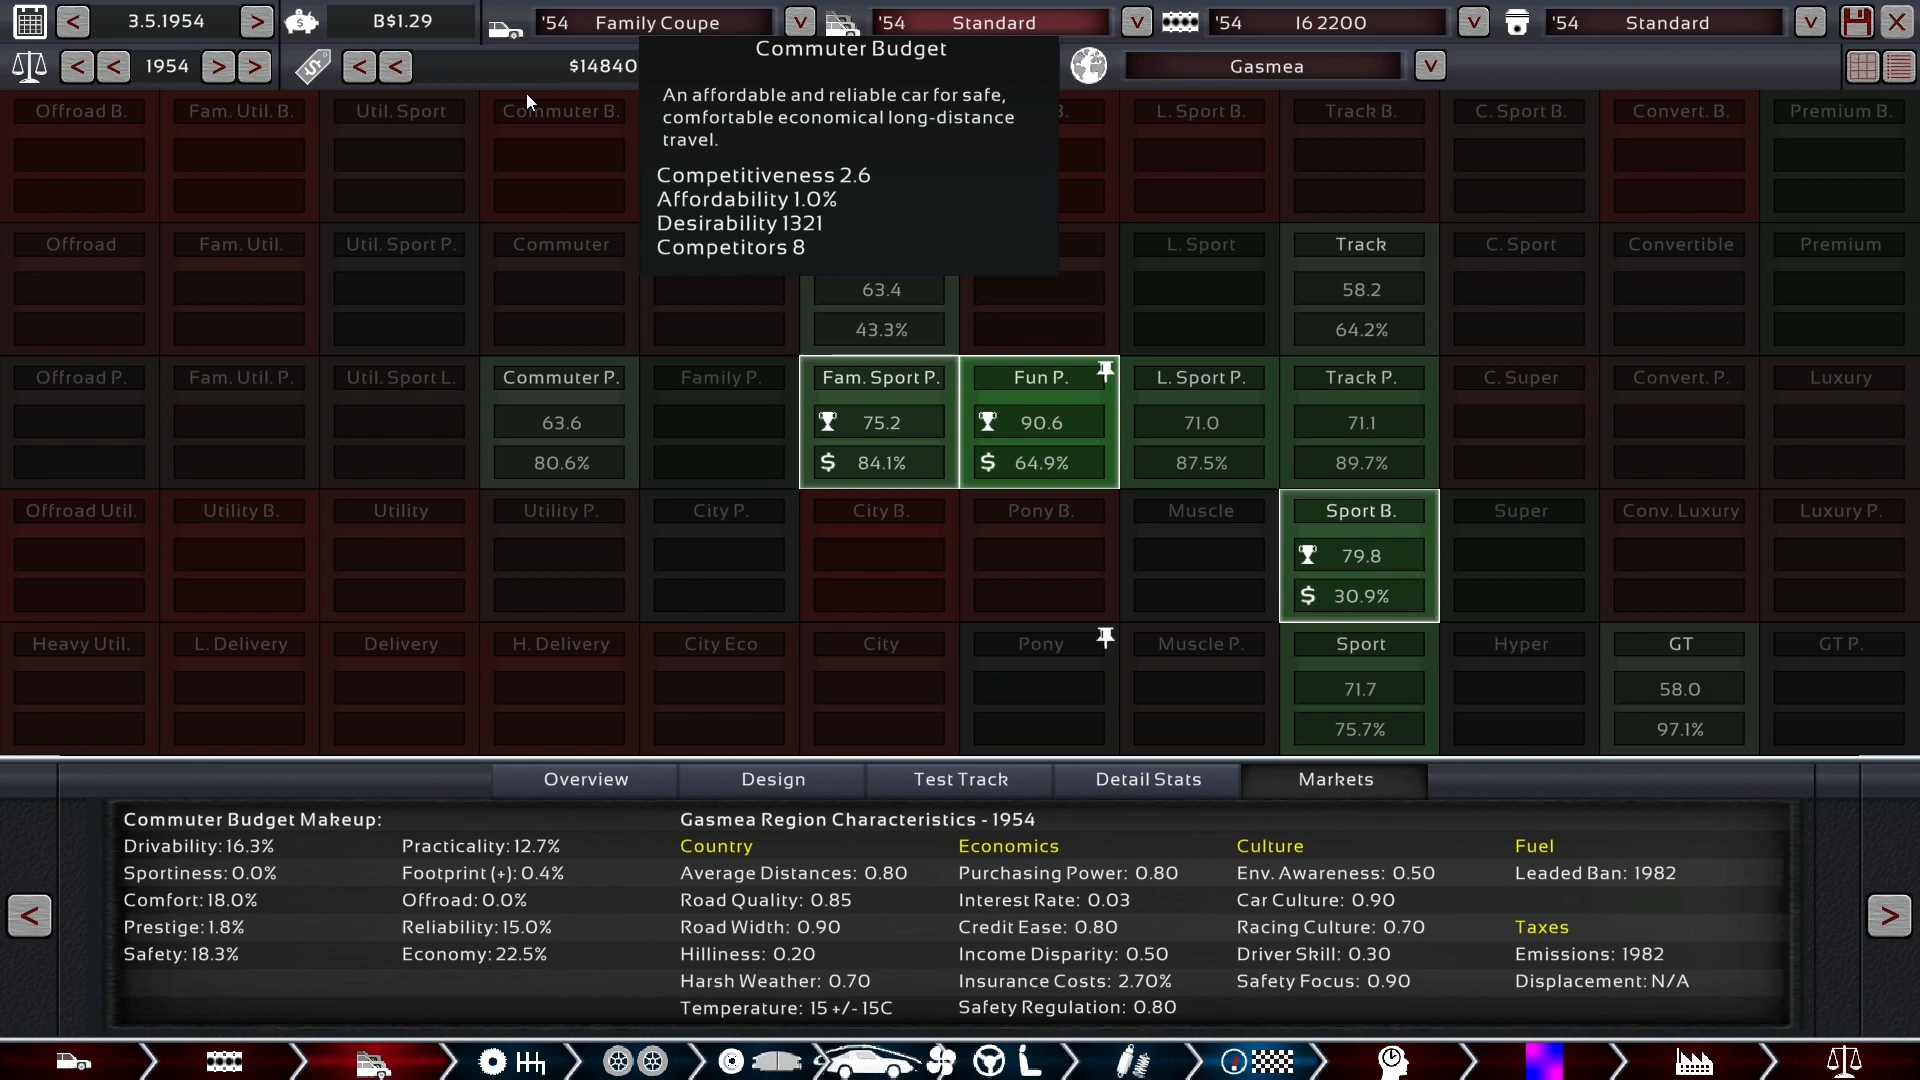 3.5.1954
B$1.29
'54 Family Coupe
'54 Standard
'54 I6 2200
'54 Standard
1954
$14840
Gasmea
Commuter Budget
An affordable and reliable car for safe,
comfortable economical long-distance
travel.
Competitiveness 2.6
Affordability 1.0%
Desirability 1321
Competitors 8
Offroad B.
Fam. Util. B.
Util. Sport
Commuter B.
B.
L. Sport B.
Track B.
C. Sport B.
Convert. B.
Premium B.
Offroad
Fam. Util.
Util. Sport P.
Commuter
63.4
43.3%
L. Sport
Track
58.2
64.2%
C. Sport
Convertible
Premium
Offroad P.
Fam. Util. P.
Util. Sport L.
Commuter P.
63.6
80.6%
Family P.
Fam. Sport P.
75.2
$ 84.1%
Fun P.
90.6
$ 64.9%
L. Sport P.
71.0
87.5%
Track P.
71.1
89.7%
C. Super
Convert. P.
Luxury
Offroad Util.
Utility B.
Utility
Utility P.
City P.
City B.
Pony B.
Muscle
Sport B.
79.8
$ 30.9%
Super
Conv. Luxury
Luxury P.
Heavy Util.
L. Delivery
Delivery
H. Delivery
City Eco
City
Pony
Muscle P.
Sport
71.7
75.7%
Hyper
GT
58.0
97.1%
GT P.
Overview
Design
Test Track
Detail Stats
Markets
Commuter Budget Makeup:
Drivability: 16.3%
Sportiness: 0.0%
Comfort: 18.0%
Prestige: 1.8%
Safety: 18.3%
Practicality: 12.7%
Footprint (+): 0.4%
Offroad: 0.0%
Reliability: 15.0%
Economy: 22.5%
Gasmea Region Characteristics - 1954
Country
Average Distances: 0.80
Road Quality: 0.85
Road Width: 0.90
Hilliness: 0.20
Harsh Weather: 0.70
Temperature: 15 +/- 15C
Economics
Purchasing Power: 0.80
Interest Rate: 0.03
Credit Ease: 0.80
Income Disparity: 0.50
Insurance Costs: 2.70%
Safety Regulation: 0.80
Culture
Env. Awareness: 0.50
Car Culture: 0.90
Racing Culture: 0.70
Driver Skill: 0.30
Safety Focus: 0.90
Fuel
Leaded Ban: 1982
Taxes
Emissions: 1982
Displacement: N/A